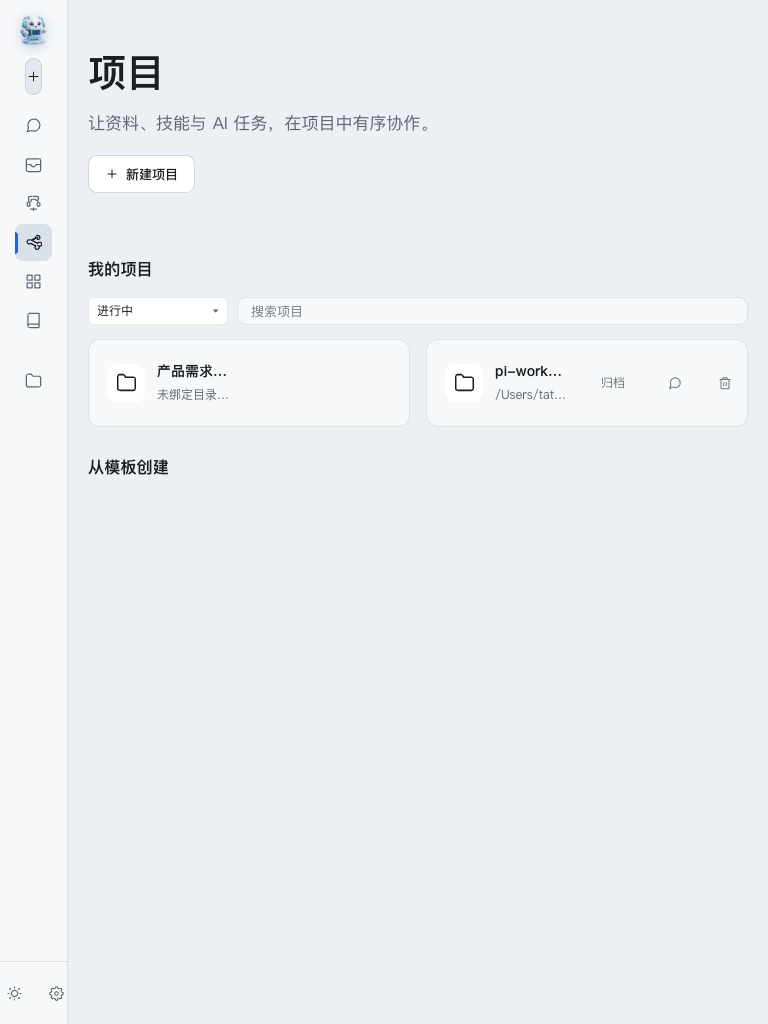 项目
让资料、技能与 AI 任务，在项目中有序协作。
新建项目
我的项目
进行中
搜索项目
产品需求...
未绑定目录...
pi-work...
/Users/tat...
归档
从模板创建